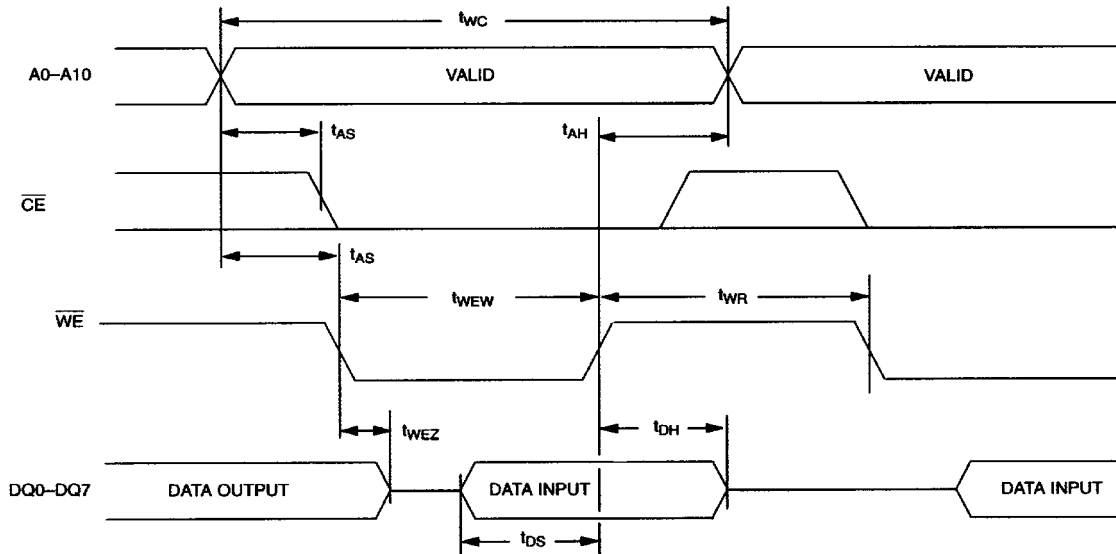 tWC
A0–A10 VALID VALID
tAS tAH
CE
tAS
tWEW tWR
WE
tWEZ tDH
DQ0–DQ7 DATA OUTPUT DATA INPUT DATA INPUT
tDS